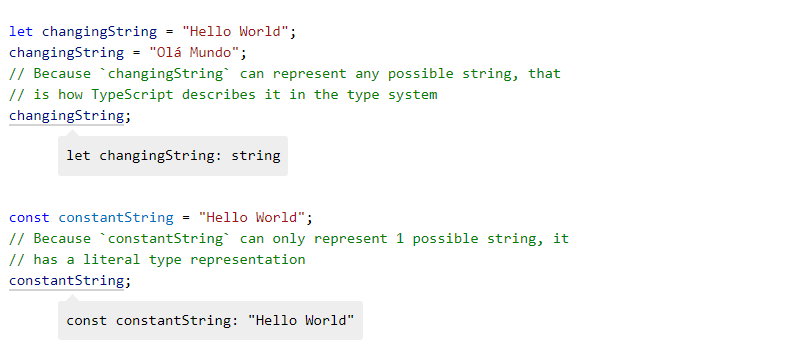 let changingString = "Hello World";
changingString = "Olá Mundo";
// Because `changingString` can represent any possible string, that
// is how TypeScript describes it in the type system
changingString;
let changingString: string
const constantString = "Hello World";
// Because `constantString` can only represent 1 possible string, it
// has a literal type representation
constantString;
const constantString: "Hello World"